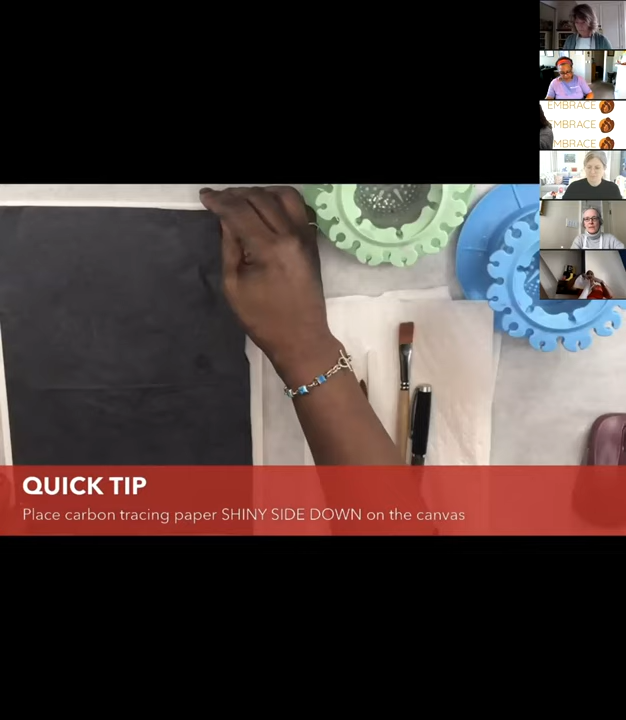 EMBRACE
EMBRACE
EMBRACE
QUICK TIP
Place carbon tracing paper SHINY SIDE DOWN on the canvas